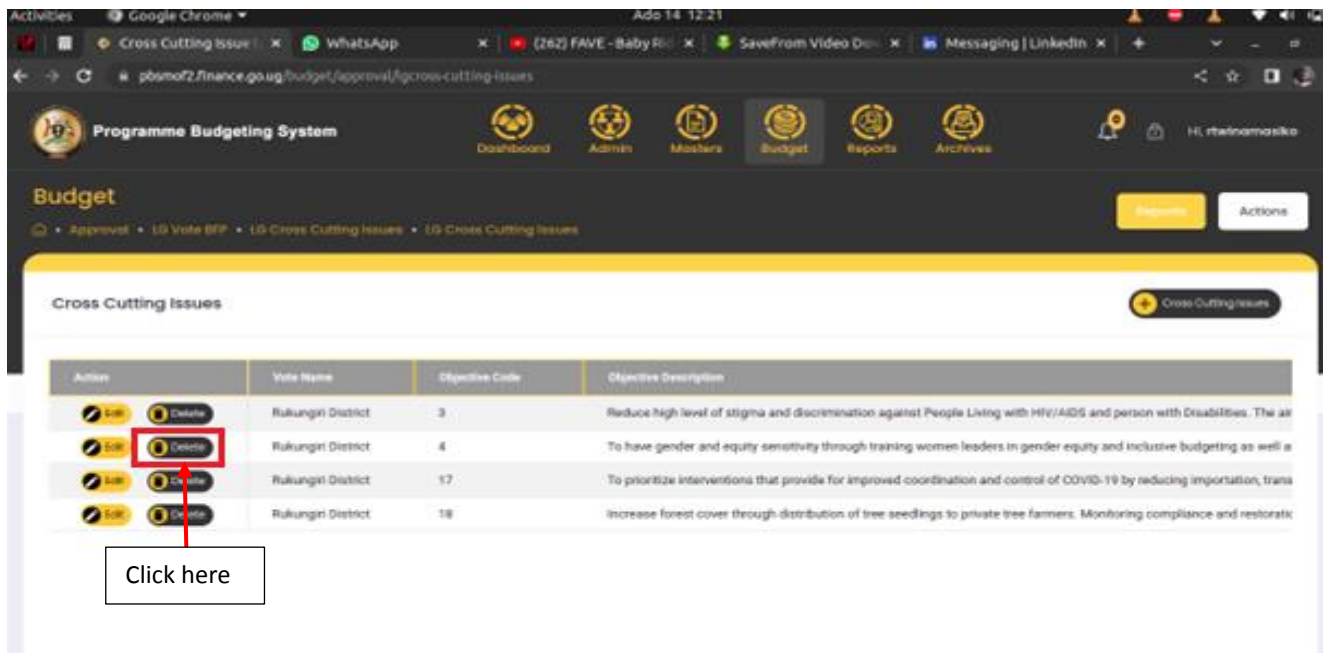 Activities Google Chrome Ado 14 12:21
Cross Cutting Issue WhatsApp (262) FAVE - Baby Ri SaveFrom Video Do Messaging | LinkedIn
pbsmof2.finance.go.ug/budget/approval/lgcross-cutting-issues
Programme Budgeting System
Dashboard Admin Masters Budget Reports Archives
Hi, rtwinamasiko
Budget
Reports Actions
Approval • LG Vote BFP • LG Cross Cutting Issues • LG Cross Cutting Issues
Cross Cutting Issues
Cross Cutting Issues
Action Vote Name Objective Code Objective Description
Edit Delete Rukungiri District 3 Reduce high level of stigma and discrimination against People Living with HIV/AIDS and person with Disabilities. The ai
Edit Delete Rukungiri District 4 To have gender and equity sensitivity through training women leaders in gender equity and inclusive budgeting as well a
Edit Delete Rukungiri District 17 To prioritize interventions that provide for improved coordination and control of COVID-19 by reducing importation, trans
Edit Delete Rukungiri District 18 Increase forest cover through distribution of tree seedlings to private tree farmers. Monitoring compliance and restoratic
Click here